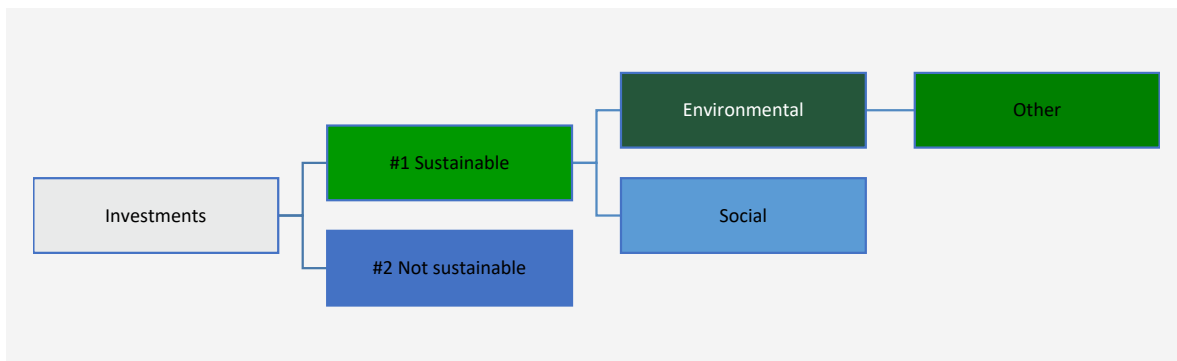 Environmental
Other
#1 Sustainable
Investments
Social
#2 Not sustainable